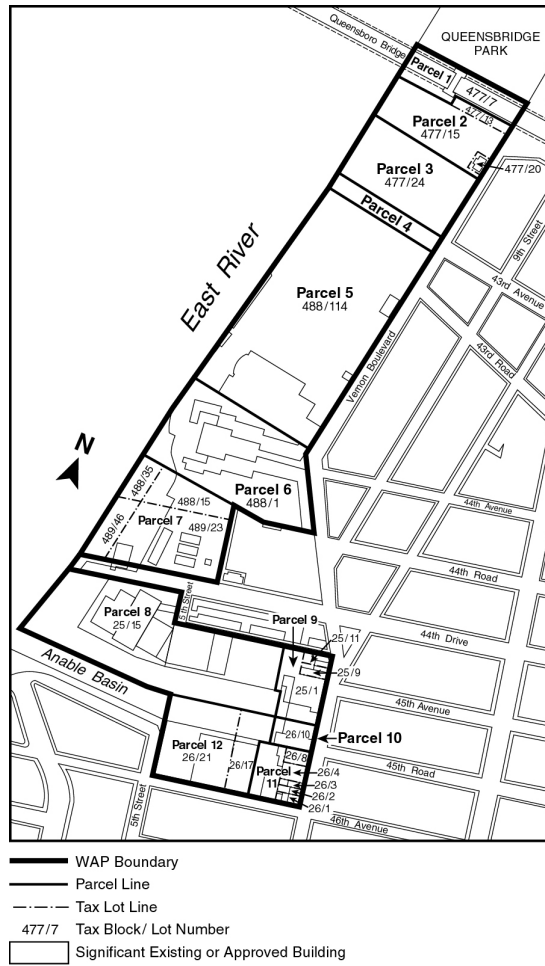 QUEENSBRIDGE
PARK
Queensboro Bridge
Parcel 1
477/7
477/13
Parcel 2
477/15
477/20
Parcel 3
477/24
Parcel 4
9th Street
43rd Avenue
East River
Parcel 5
488/114
Vernon Boulevard
43rd Road
N
488/35
Parcel 6
488/1
44th Avenue
488/15
Parcel 7
489/23
489/46
44th Road
5th Street
Parcel 8
25/15
Parcel 9
44th Drive
25/11
25/9
25/1
Anable Basin
45th Avenue
26/10
Parcel 10
Parcel 12
26/21
26/8
26/17
Parcel
11
26/4
26/3
26/2
26/1
45th Road
46th Avenue
5th Street
WAP Boundary
Parcel Line
Tax Lot Line
477/7 Tax Block/ Lot Number
Significant Existing or Approved Building